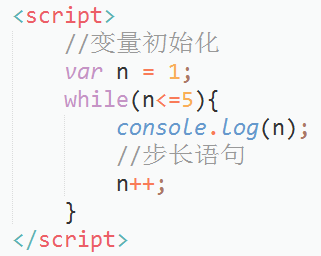 <script>
//变量初始化
var n = 1;
while(n<=5){
console.log(n);
//步长语句
n++;
}
</script>